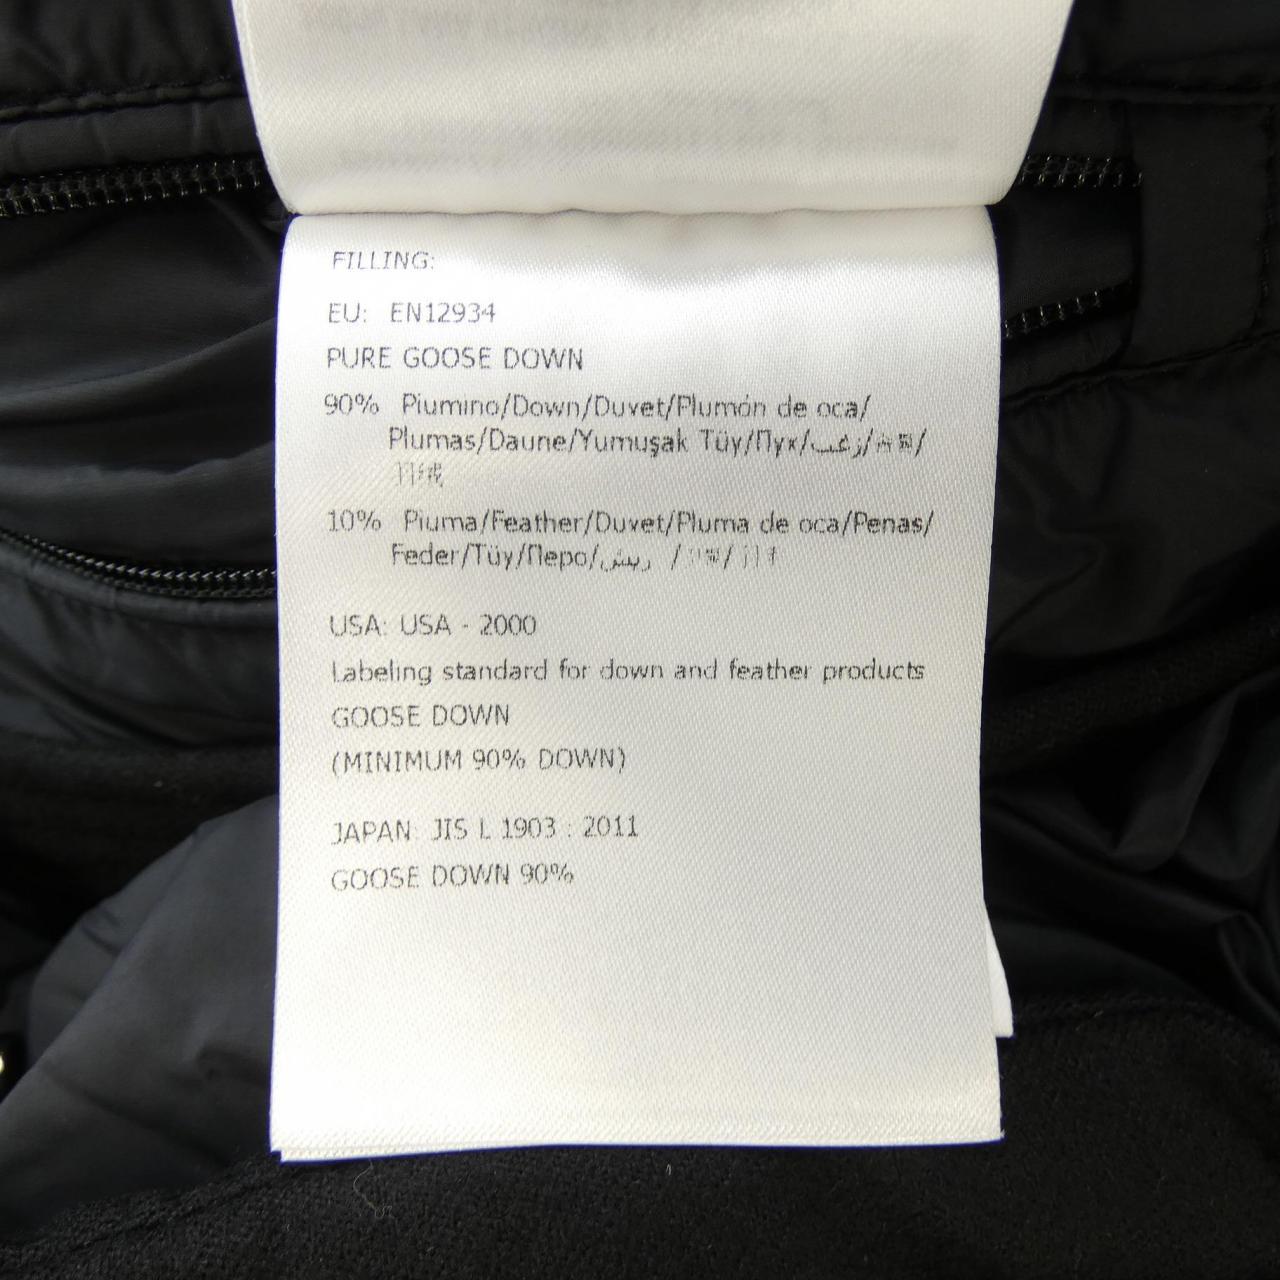 FILLING:
EU: EN12934
PURE GOOSE DOWN
90% Piumino/Down/Duvet/Plumón de oca/
Plumas/Daune/Yumuşak Tüy/Пух/زغب/
10% Piuma/Feather/Duvet/Pluma de oca/Penas/
Feder/Tüy/Перо/ريش/
USA: USA - 2000
Labeling standard for down and feather products
GOOSE DOWN
(MINIMUM 90% DOWN)
JAPAN: JIS L 1903 : 2011
GOOSE DOWN 90%